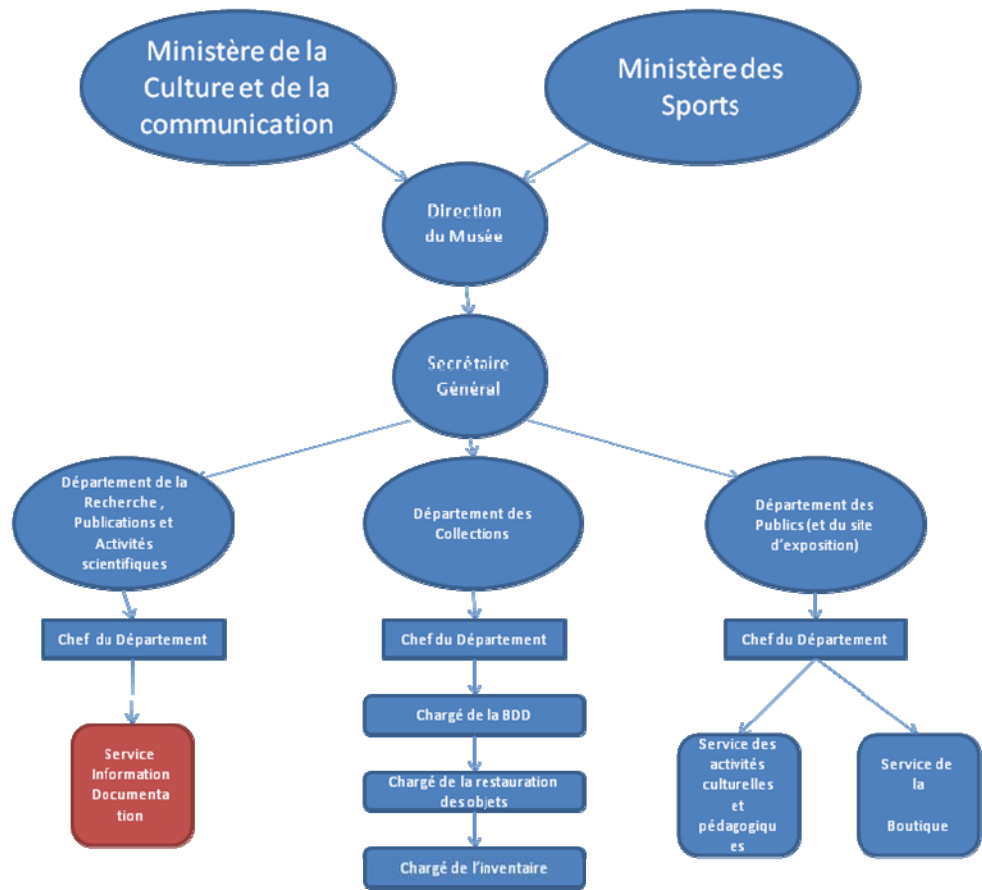 Ministère de la
Culture et de la
communication
Ministère des
Sports
Direction
du Musée
Secrétaire
Général
Département de la
Recherche ,
Publications et
Activités
scientifiques
Département des
Collections
Département des
Publics (et du site
d'exposition)
Chef du Département
Chef du Département
Chef du Département
Service
Information
Documenta
tion
Chargé de la BDD
Chargé de la restauration
des objets
Chargé de l'inventaire
Service des
activités
culturelles
et
pédagogiq
ues
Service de
la
Boutique